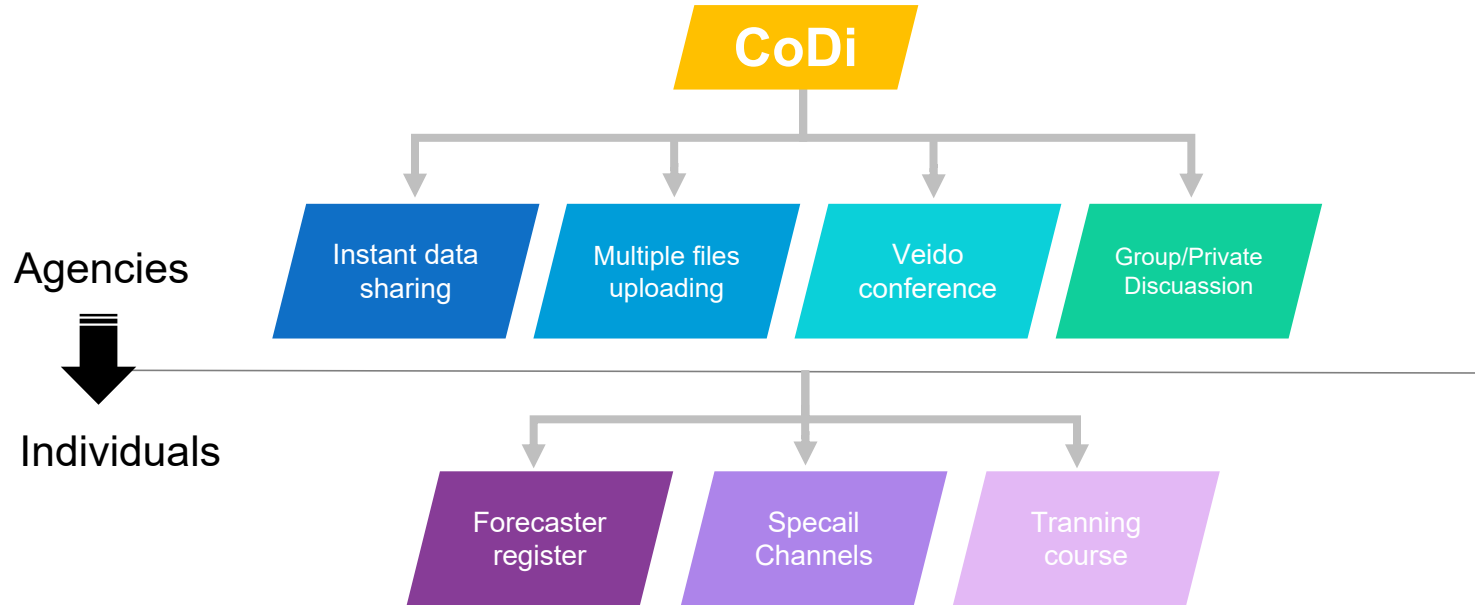 CoDi
Instant data
sharing
Multiple files
uploading
Veido
conference
Group/Private
Discuassion
Agencies
Individuals
Forecaster
register
Specail
Channels
Tranning
course